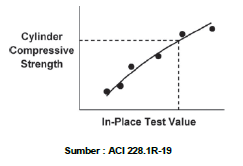 Cylinder
Compressive
Strength
In-Place Test Value
Sumber : ACI 228.1R-19